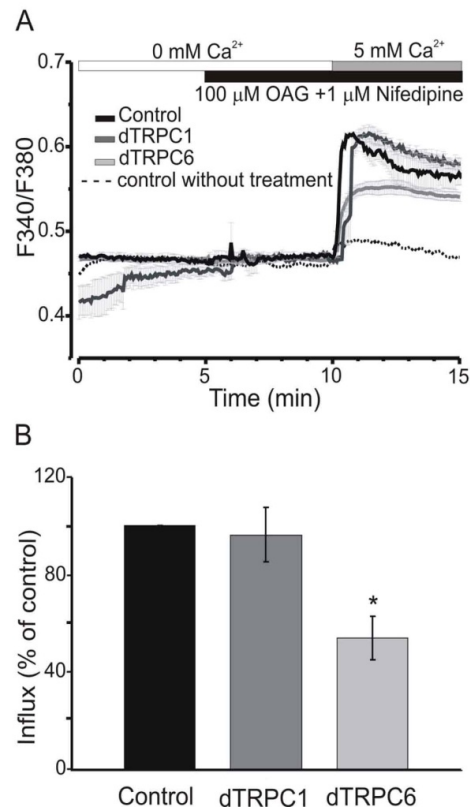 A
0 mM Ca²⁺ 5 mM Ca²⁺
0.7
100 μM OAG +1 μM Nifedipine
Control
dTRPC1
0.6
dTRPC6
control without treatment
F340/F380
0.5
0.4
0 5 10 15
Time (min)
B
120
Influx (% of control)
80
*
40
0
Control dTRPC1 dTRPC6